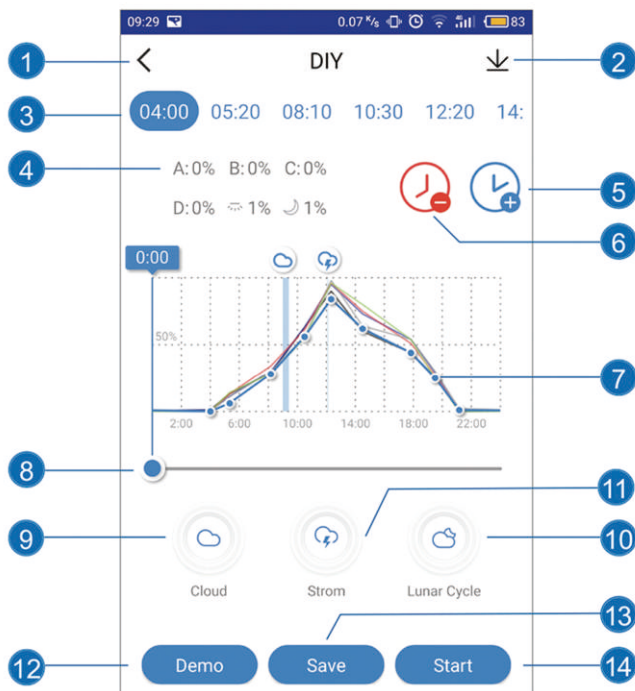 09:29 0.07 K/s 83
1 DIY 2
3 04:00 05:20 08:10 10:30 12:20 14:
4 A:0% B:0% C:0% 5
D:0% 1% 1% 6
0:00
50%
7
2:00 6:00 10:00 14:00 18:00 22:00
8
11
9 10
Cloud Strom Lunar Cycle
13
12 Demo Save Start 14